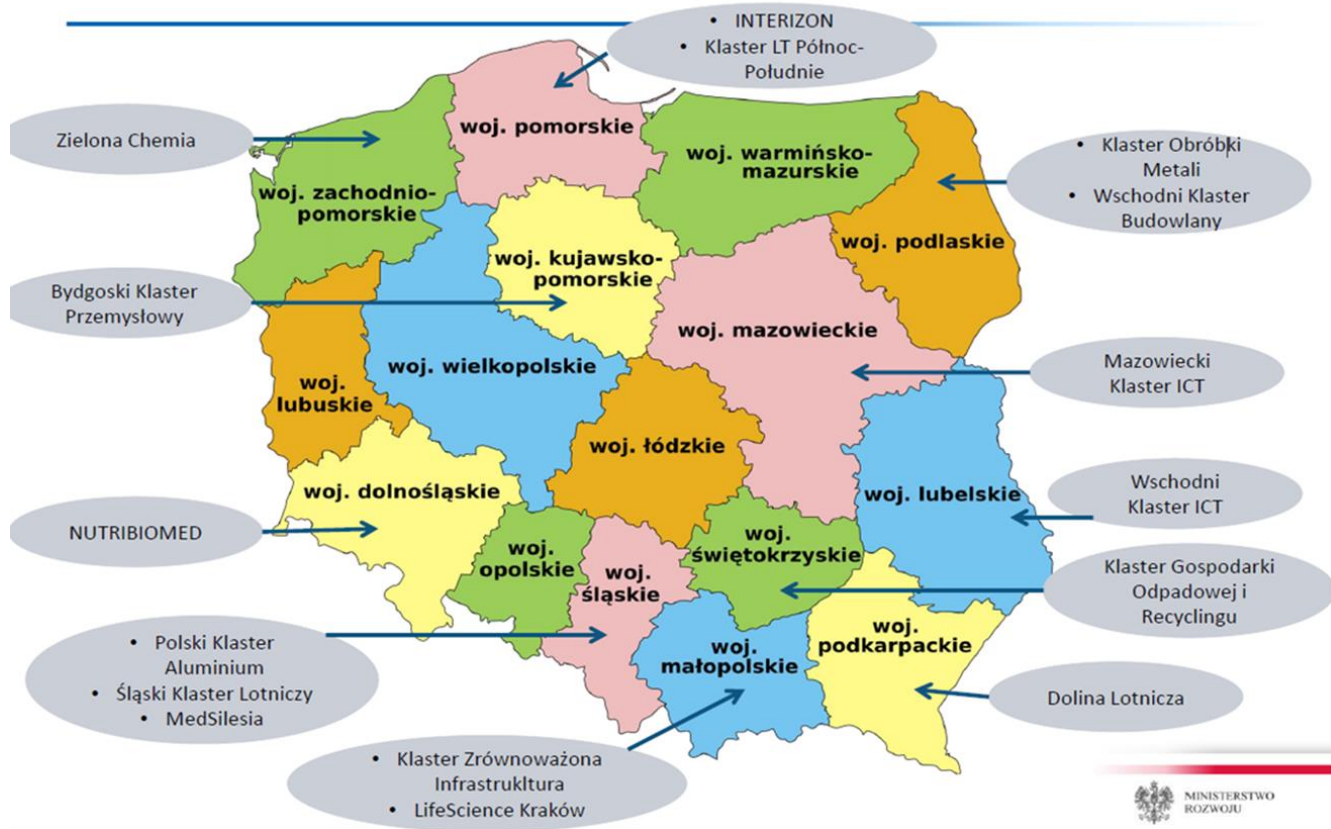 • INTERIZON
• Klaster LT Północ-
Południe
woj. pomorskie
Zielona Chemia
woj. warmińsko-
mazurskie
• Klaster Obróbki
Metali
• Wschodni Klaster
Budowlany
woj. zachodnio-
pomorskie
woj. podlaskie
woj. kujawsko-
pomorskie
Bydgoski Klaster
Przemysłowy
woj. mazowieckie
woj. wielkopolskie
Mazowiecki
Klaster ICT
woj.
lubuskie
woj. łódzkie
woj. dolnośląskie
woj. lubelskie
Wschodni
Klaster ICT
NUTRIBIOMED
woj.
opolskie
woj.
śląskie
woj.
świętokrzyskie
Klaster Gospodarki
Odpadowej i
Recyclingu
woj.
podkarpackie
woj.
małopolskie
• Polski Klaster
Aluminium
• Śląski Klaster Lotniczy
• MedSilesia
Dolina Lotnicza
• Klaster Zrównoważona
Infrastrukltura
• LifeScience Kraków
MINISTERSTWO
ROZWOJU